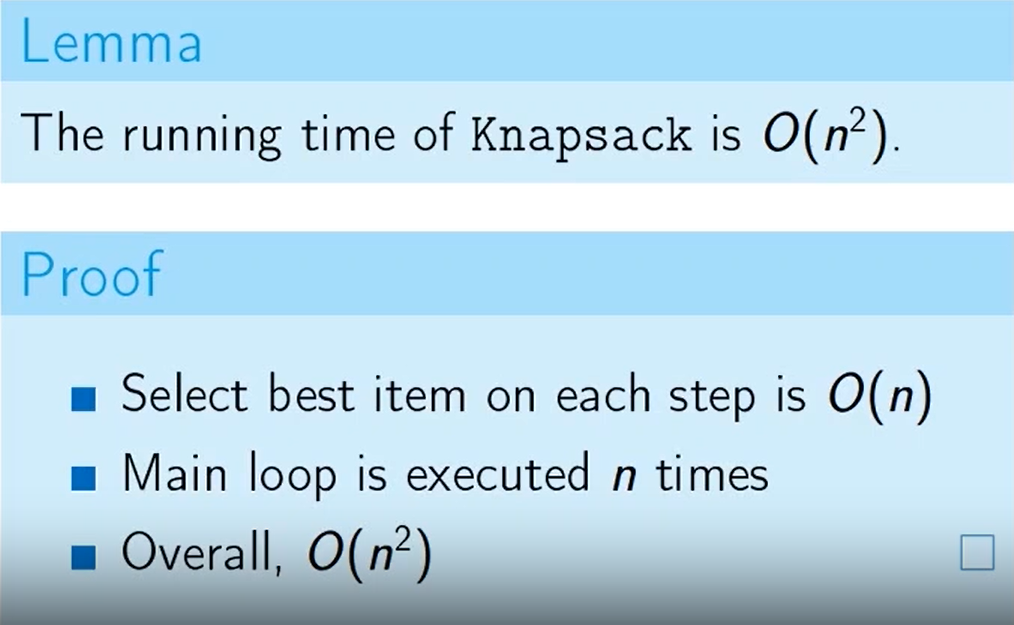 Lemma
The running time of Knapsack is O(n²).
Proof
■ Select best item on each step is O(n)
■ Main loop is executed n times
■ Overall, O(n²) □